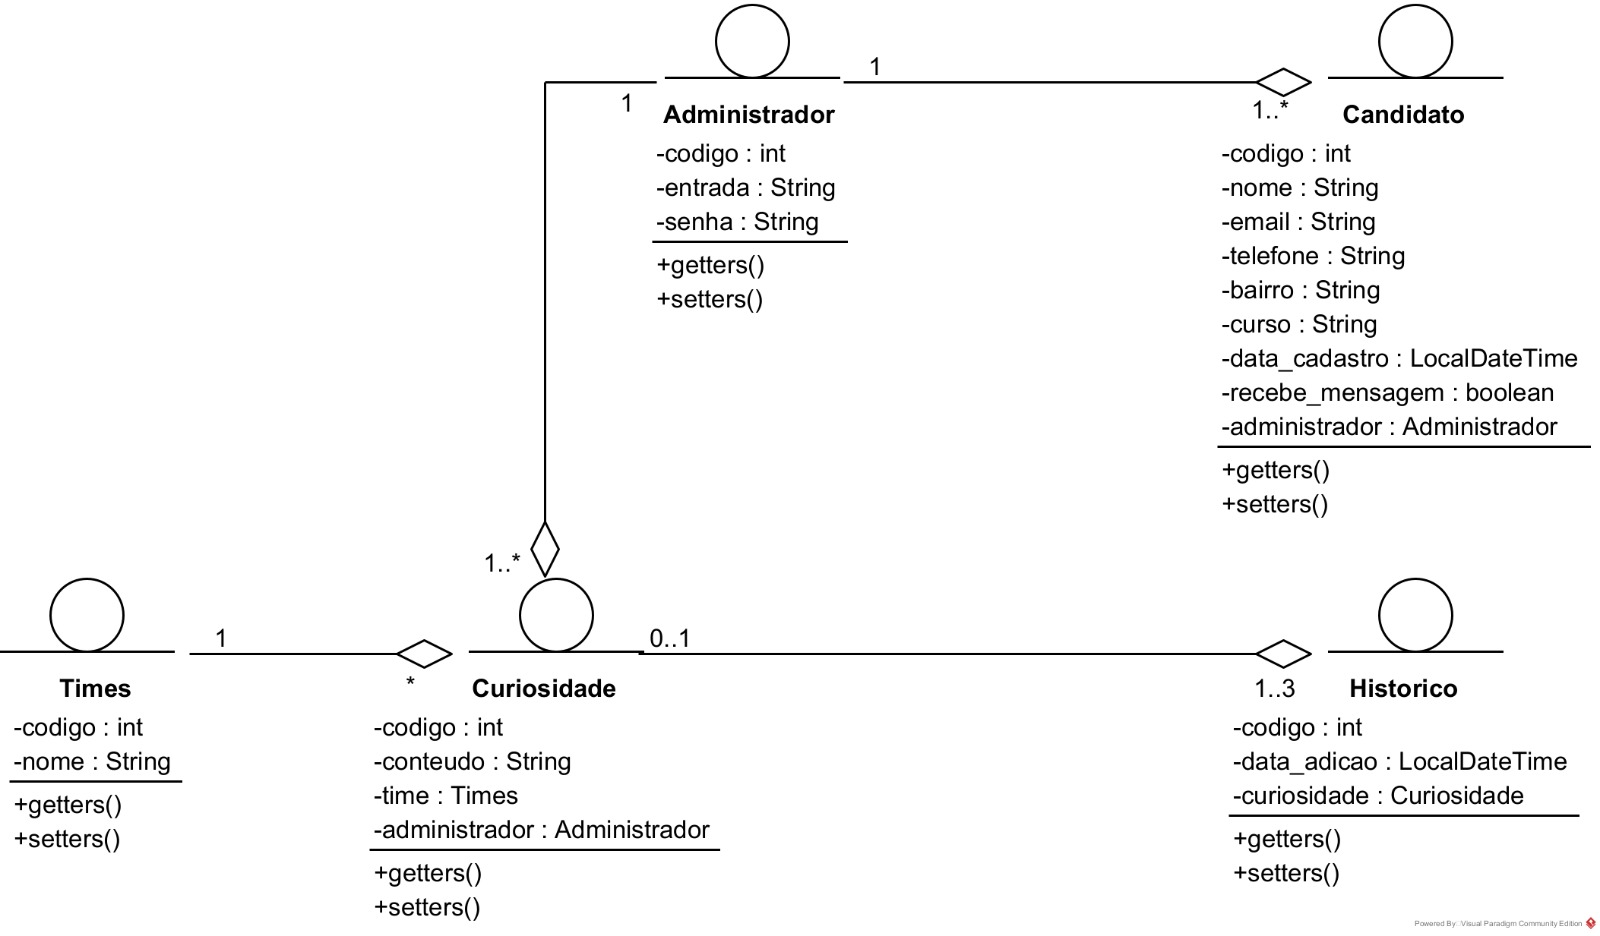 1
1
1..*
Administrador
-codigo : int
-entrada : String
-senha : String
+getters()
+setters()
Candidato
-codigo : int
-nome : String
-email : String
-telefone : String
-bairro : String
-curso : String
-data_cadastro : LocalDateTime
-recebe_mensagem : boolean
-administrador : Administrador
+getters()
+setters()
1..*
1
*
0..1
1..3
Times
-codigo : int
-nome : String
+getters()
+setters()
Curiosidade
-codigo : int
-conteudo : String
-time : Times
-administrador : Administrador
+getters()
+setters()
Historico
-codigo : int
-data_adicao : LocalDateTime
-curiosidade : Curiosidade
+getters()
+setters()
Powered By: Visual Paradigm Community Edition